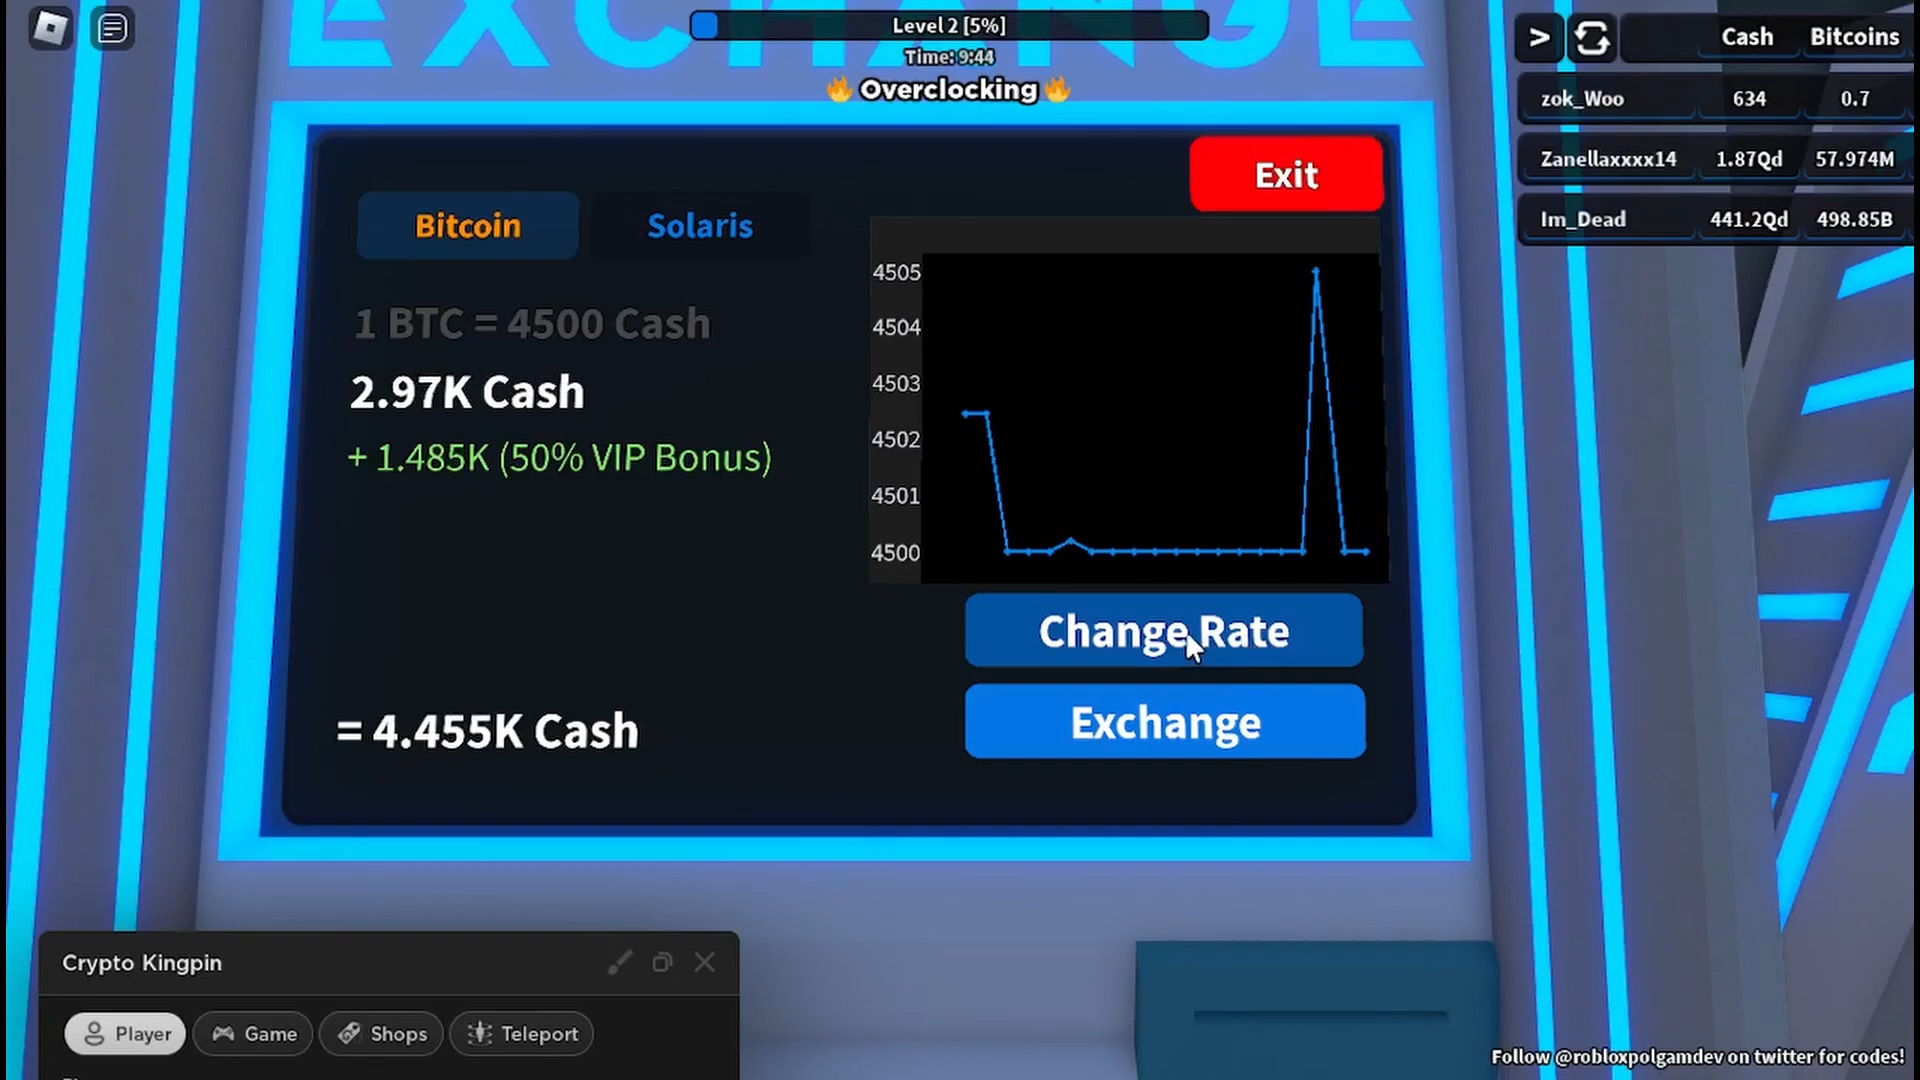 EXCHANGE
Level 2 [5%]
Time: 9:44
🔥 Overclocking 🔥
> Cash Bitcoins
zok_Woo 634 0.7
Zanellaxxxx14 1.87Qd 57.974M
Im_Dead 441.2Qd 498.85B
Exit
Bitcoin Solaris
1 BTC = 4500 Cash
2.97K Cash
+ 1.485K (50% VIP Bonus)
= 4.455K Cash
4505
4504
4503
4502
4501
4500
Change Rate
Exchange
Crypto Kingpin
Player Game Shops Teleport
Follow @robloxpolgamdev on twitter for codes!